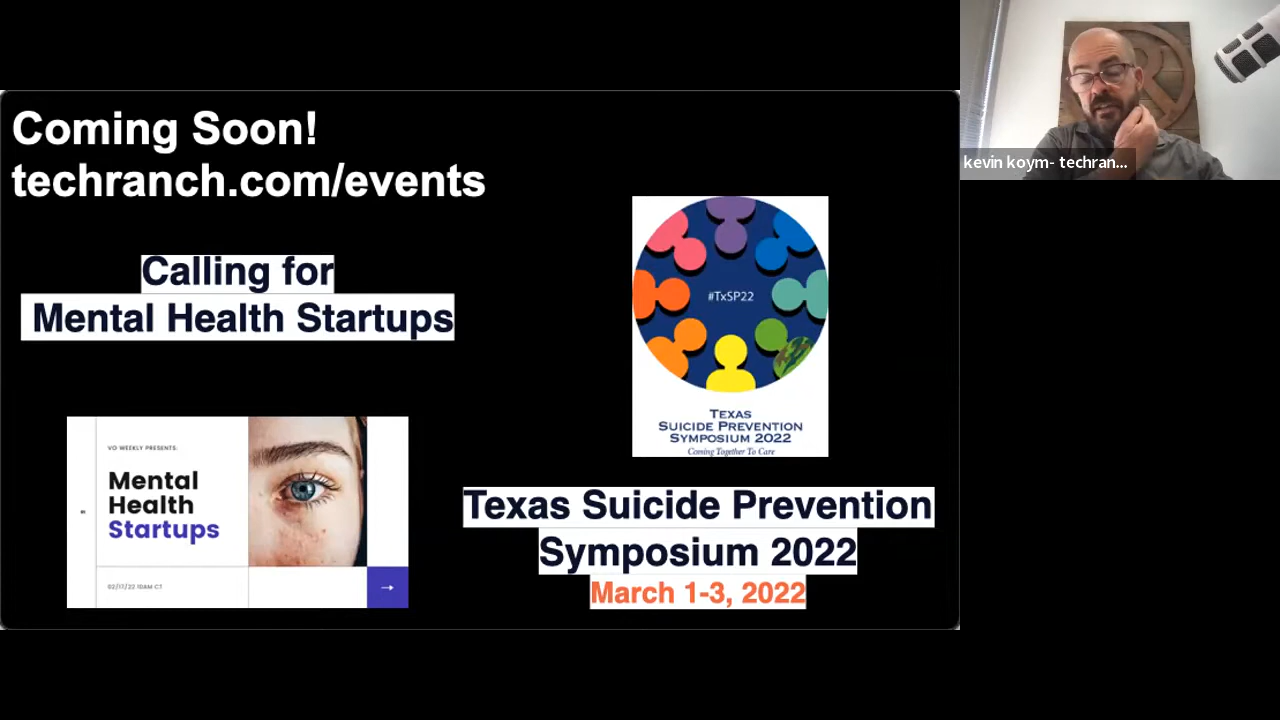 Coming Soon!
techranch.com/events
Calling for
Mental Health Startups
VO WEEKLY PRESENTS:
Mental
Health
Startups
02/17/22 10AM CT
#TxSP22
TEXAS
SUICIDE PREVENTION
SYMPOSIUM 2022
Coming Together To Care
Texas Suicide Prevention
Symposium 2022
March 1-3, 2022
kevin koym- techran...